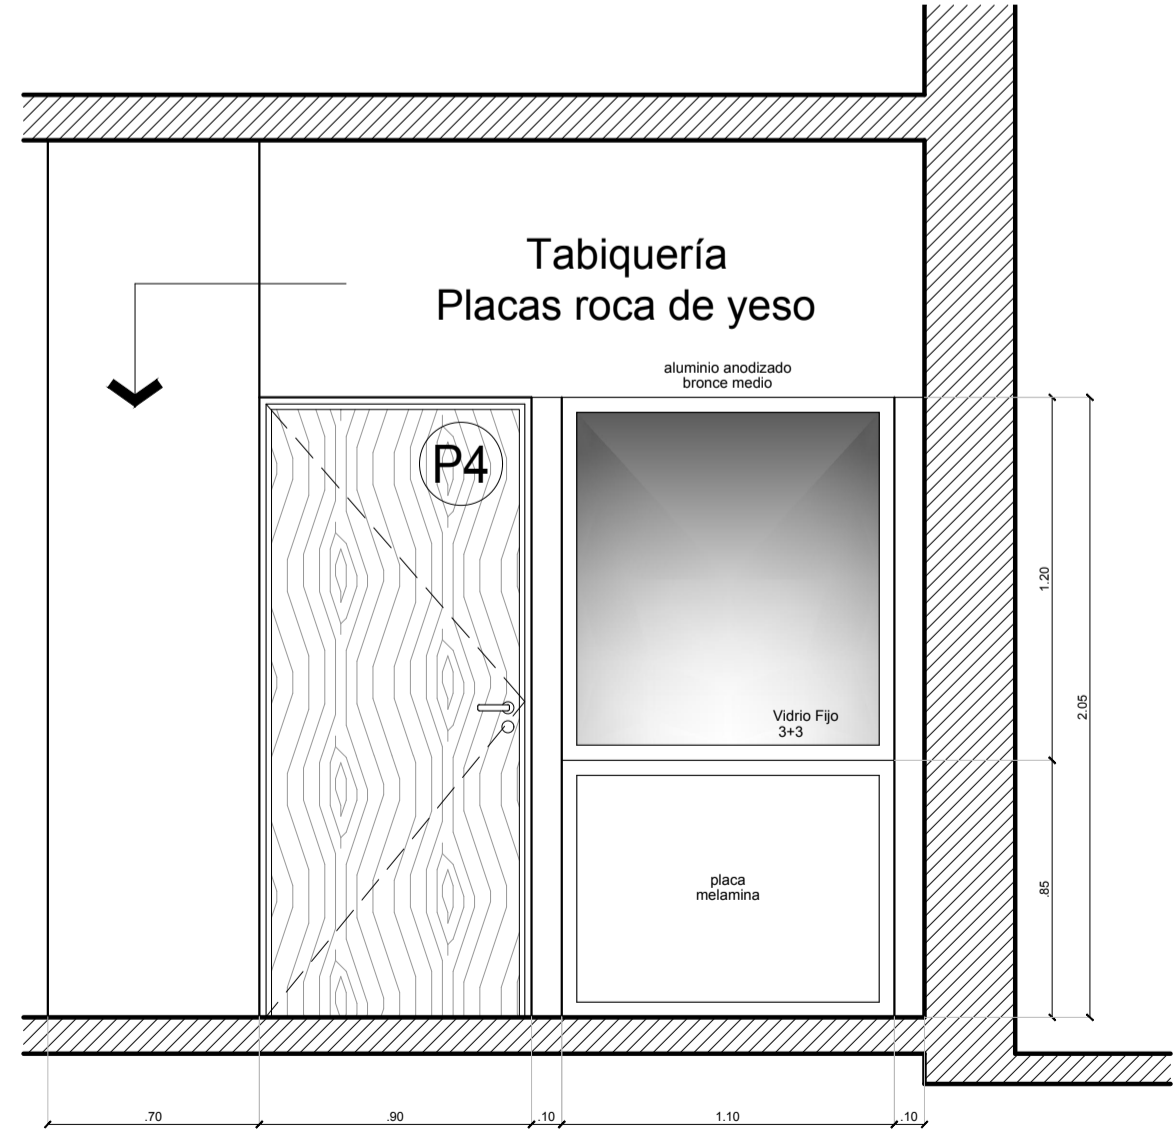 Tabiquería
Placas roca de yeso
aluminio anodizado
bronce medio
P4
1.20
2.05
Vidrio Fijo
3+3
placa
melamina
.85
.70
.90
.10
1.10
.10